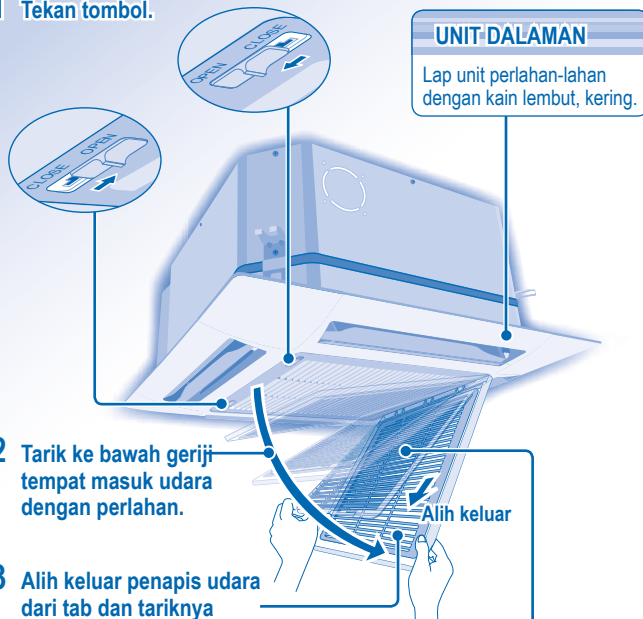 1 Tekan tombol.
OPEN CLOSE
UNIT DALAMAN
Lap unit perlahan-lahan
dengan kain lembut, kering.
CLOSE OPEN
2 Tarik ke bawah geriji
tempat masuk udara
dengan perlahan.
Alih keluar
3 Alih keluar penapis udara
dari tab dan tariknya